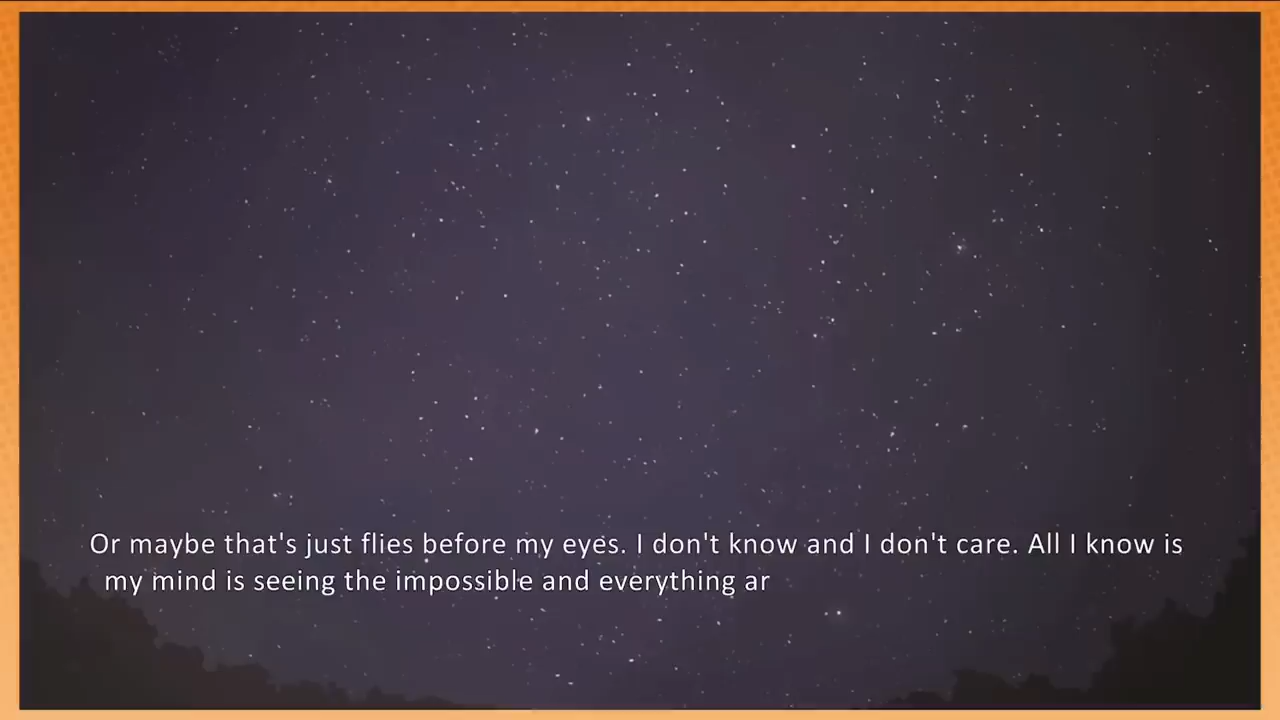 Or maybe that's just flies before my eyes. I don't know and I don't care. All I know is
my mind is seeing the impossible and everything ar